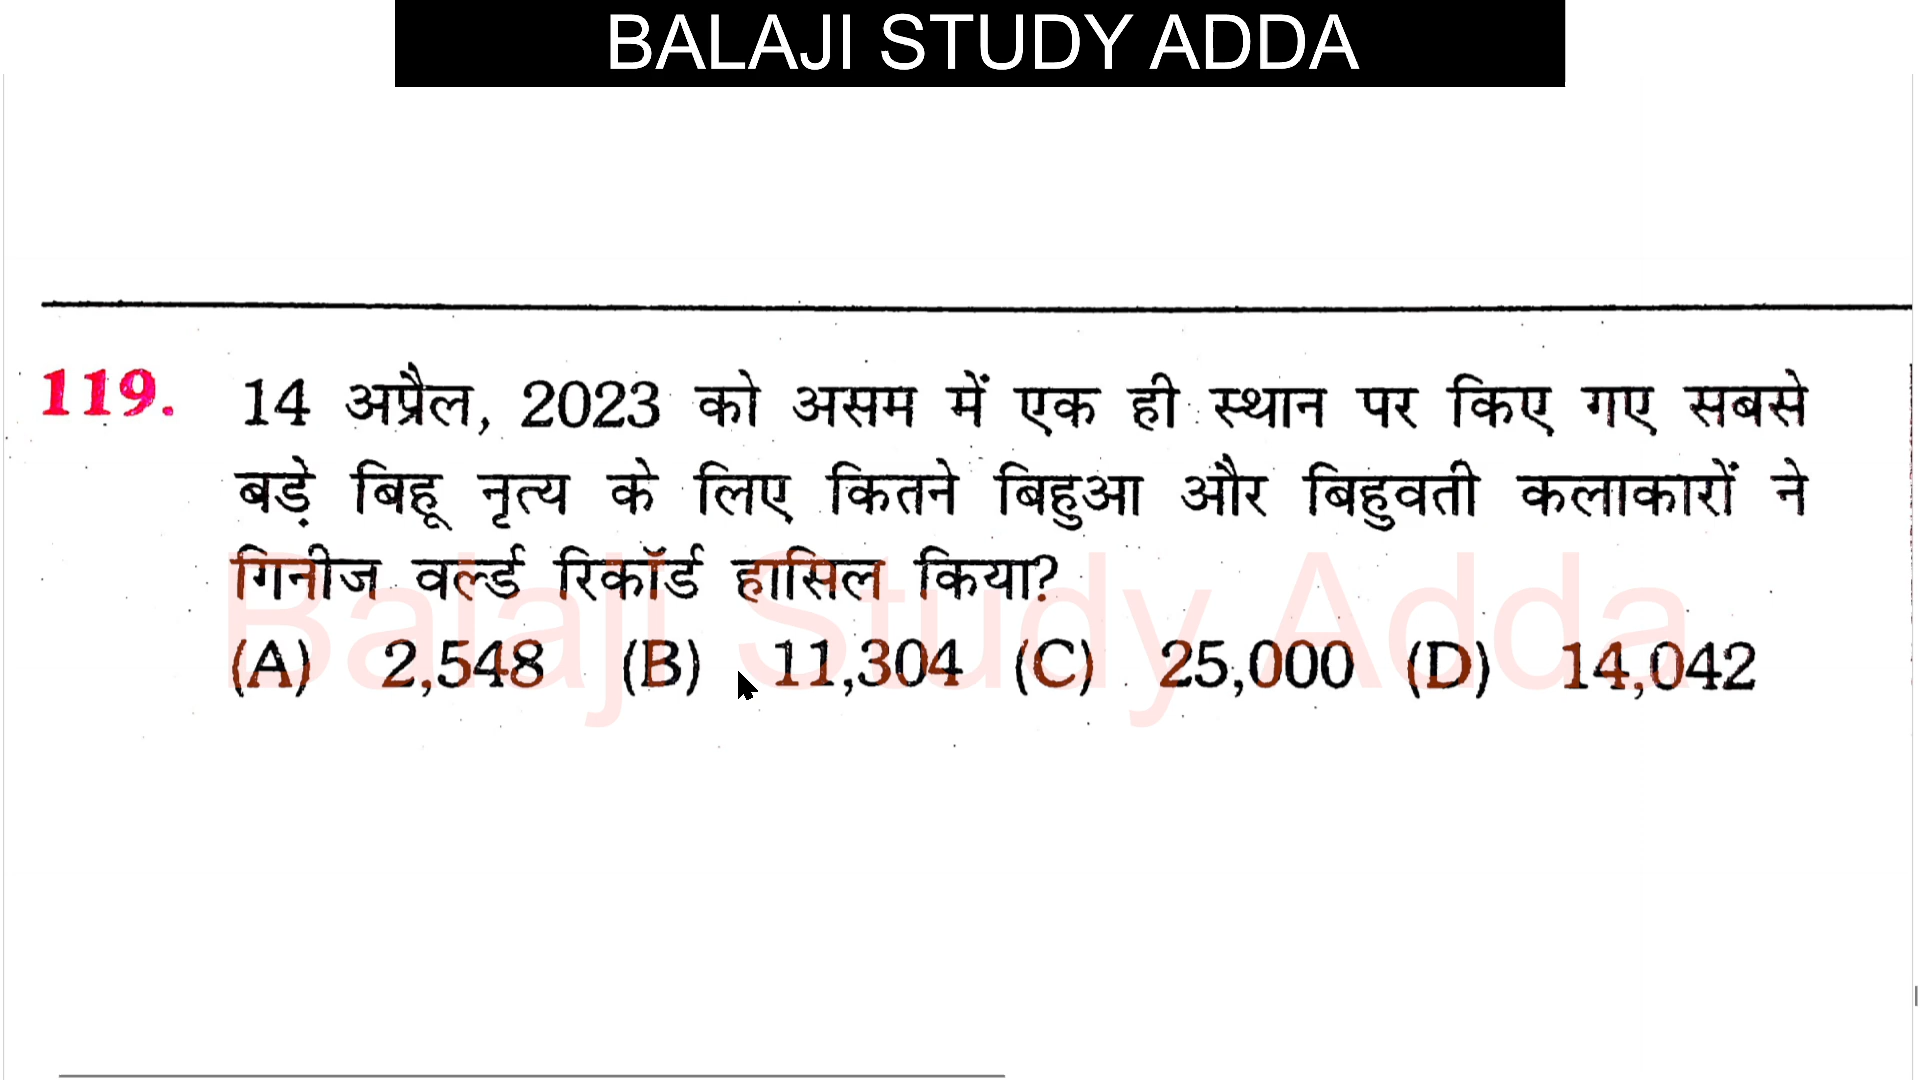 BALAJI STUDY ADDA
119. 14 अप्रैल, 2023 को असम में एक ही स्थान पर किए गए सबसे
बड़े बिहू नृत्य के लिए कितने बिहुआ और बिहुवती कलाकारों ने
गिनीज वर्ल्ड रिकॉर्ड हासिल किया?
Balaji Study Adda
(A) 2,548 (B) 11,304 (C) 25,000 (D) 14,042